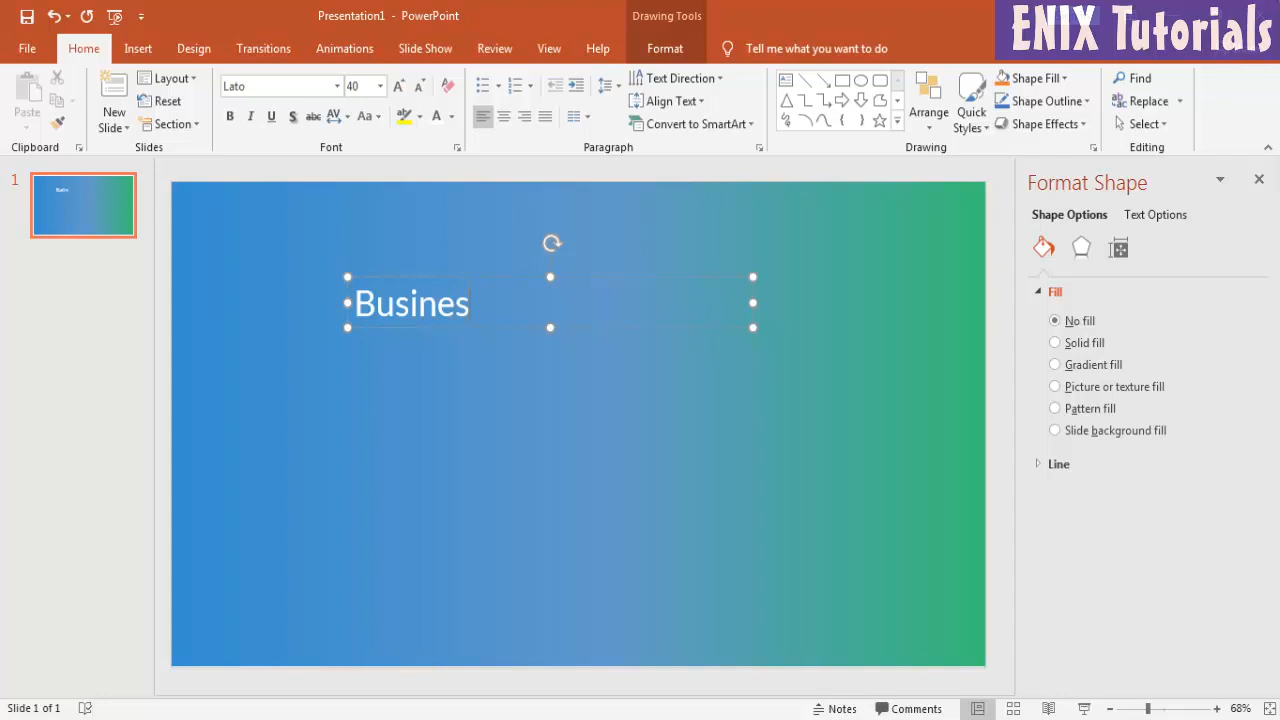 Presentation1 - PowerPoint
Drawing Tools
ENIX Tutorials
File Home Insert Design Transitions Animations Slide Show Review View Help Format Tell me what you want to do
Paste
Clipboard
New Slide
Layout
Reset
Section
Slides
Lato 40
B I U S abc AV Aa A
Font
Text Direction
Align Text
Convert to SmartArt
Paragraph
Arrange
Quick Styles
Shape Fill
Shape Outline
Shape Effects
Drawing
Find
Replace
Select
Editing
1
Busines
Format Shape
Shape Options Text Options
Fill
No fill
Solid fill
Gradient fill
Picture or texture fill
Pattern fill
Slide background fill
Line
Slide 1 of 1
Notes Comments 68%